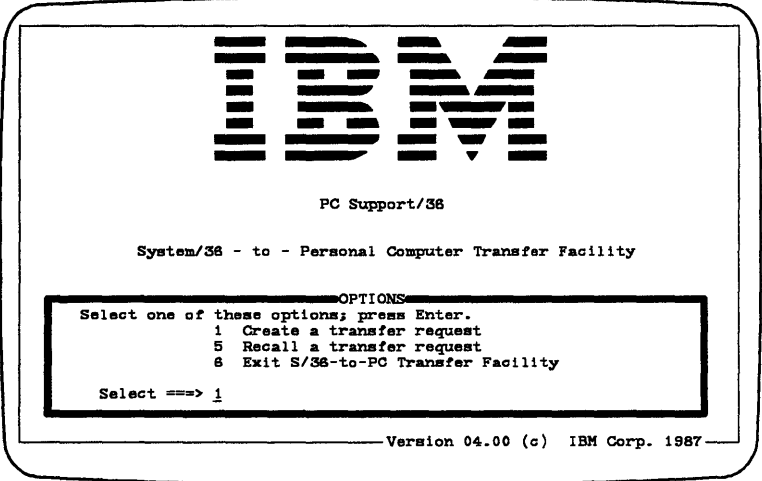 IBM
PC Support/36
System/36 - to - Personal Computer Transfer Facility
OPTIONS
Select one of these options; press Enter.
1 Create a transfer request
5 Recall a transfer request
6 Exit S/36-to-PC Transfer Facility
Select ===> 1
Version 04.00 (c) IBM Corp. 1987